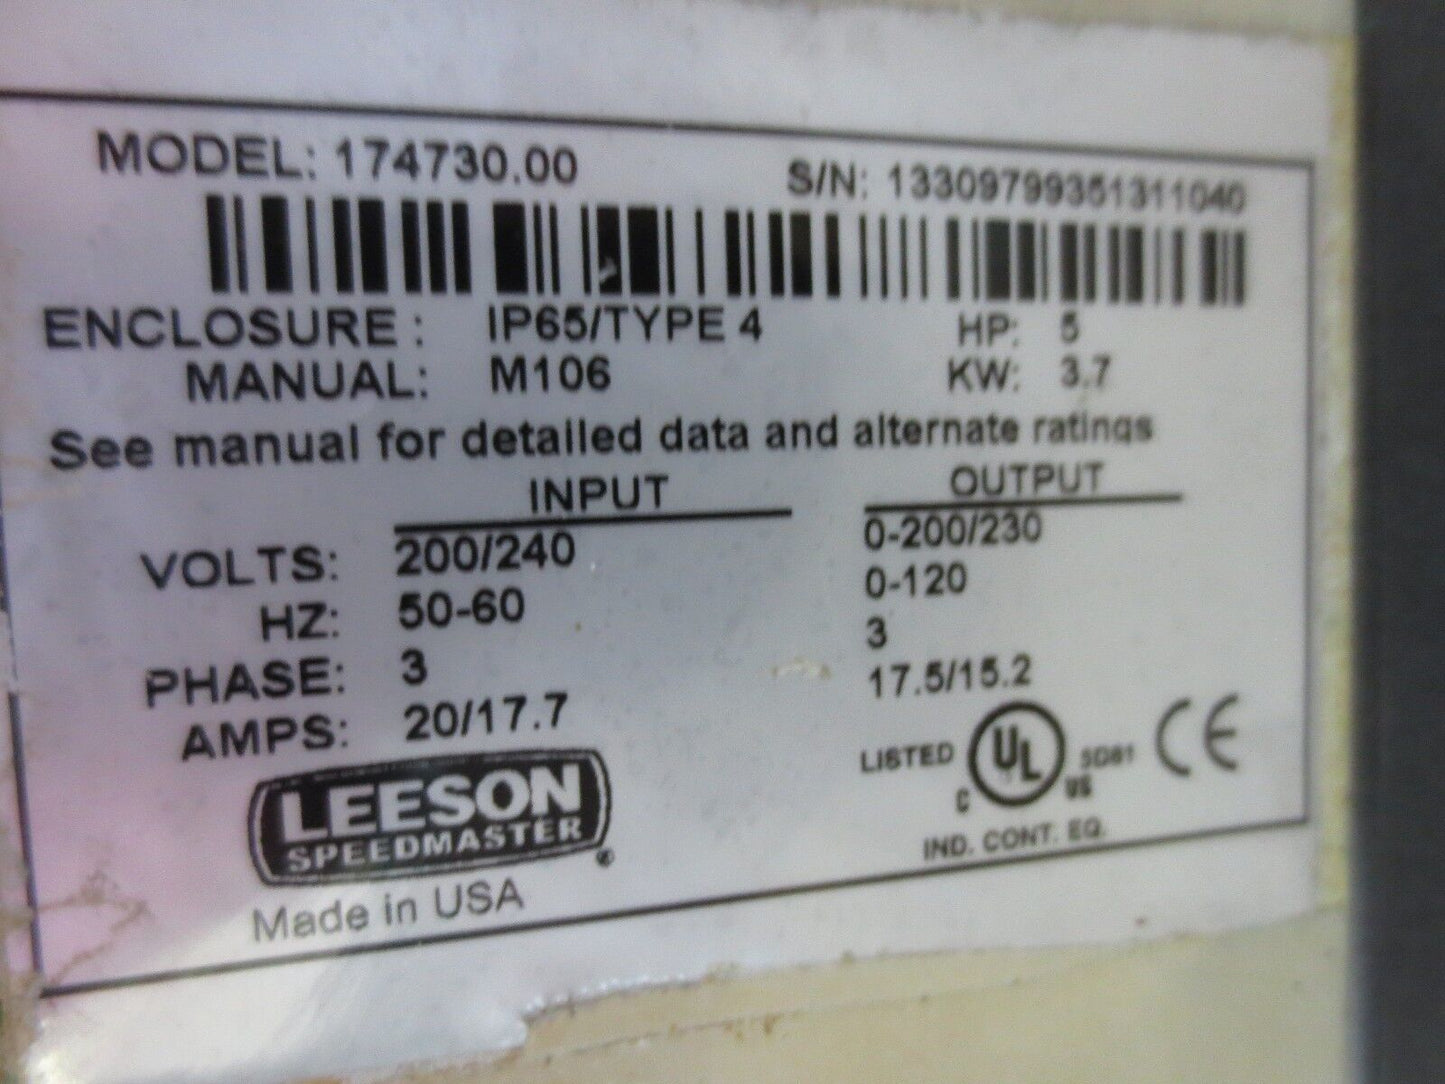 MODEL: 174730.00 S/N: 13309799351311040
ENCLOSURE : IP65/TYPE 4 HP: 5
MANUAL: M106 KW: 3.7
See manual for detailed data and alternate ratings
INPUT OUTPUT
VOLTS: 200/240 0-200/230
HZ: 50-60 0-120
PHASE: 3 3
AMPS: 20/17.7 17.5/15.2
LEESON
SPEEDMASTER
Made in USA
LISTED C UL US 5D81 CE
IND. CONT. EQ.